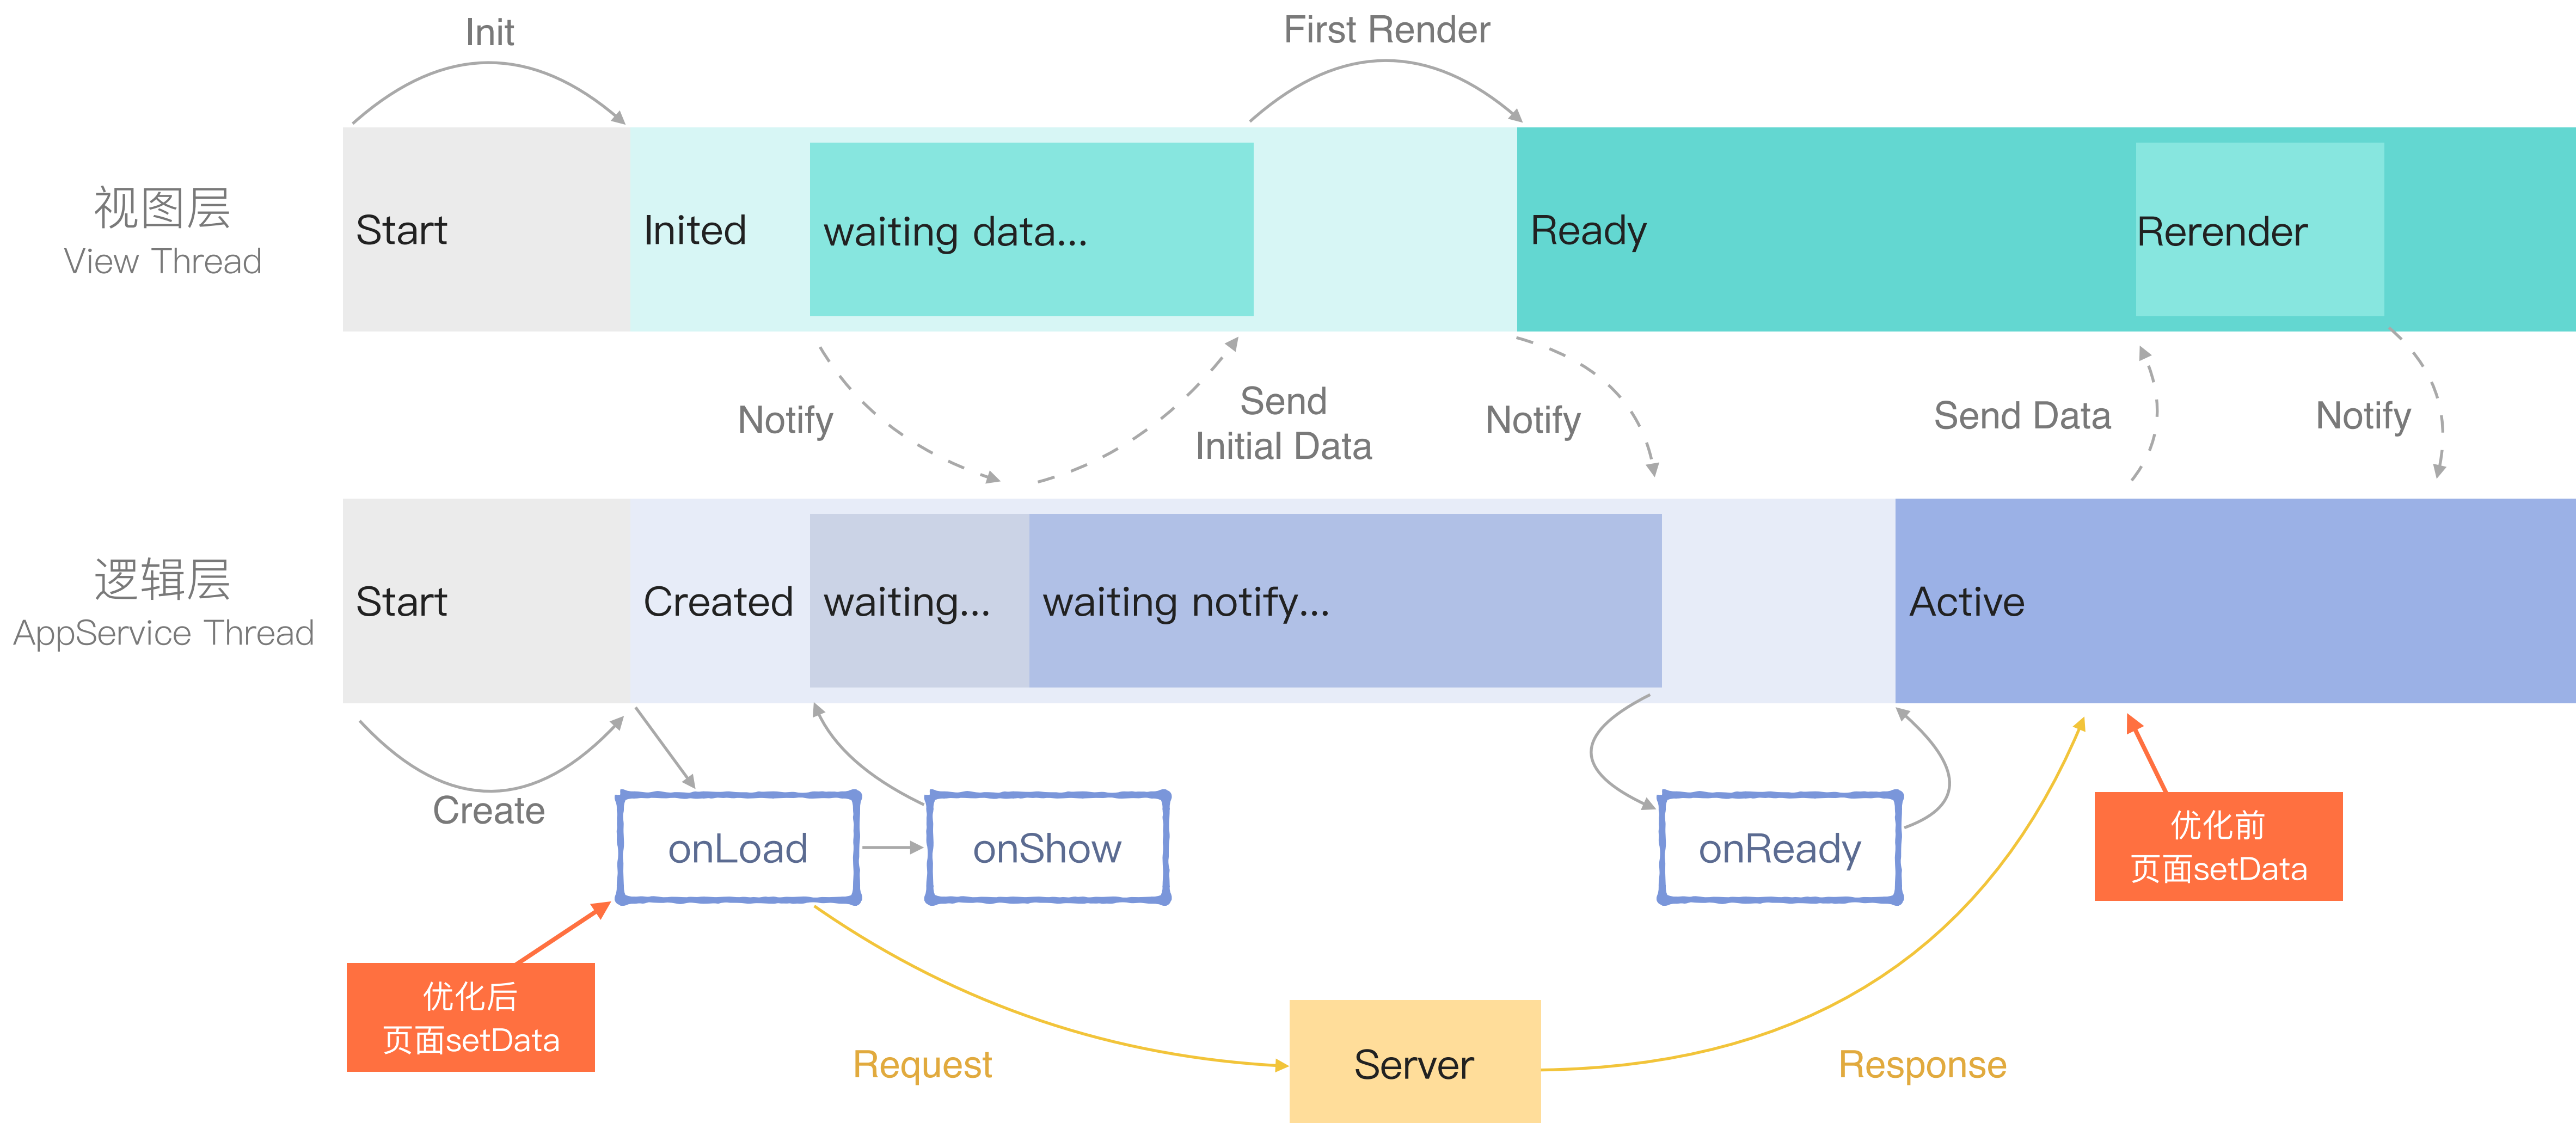 Init
First Render
视图层
View Thread
Start
Inited
waiting data...
Ready
Rerender
Notify
Send
Initial Data
Notify
Send Data
Notify
逻辑层
AppService Thread
Start
Created
waiting...
waiting notify...
Active
Create
onLoad
onShow
onReady
优化前
页面setData
优化后
页面setData
Request
Server
Response